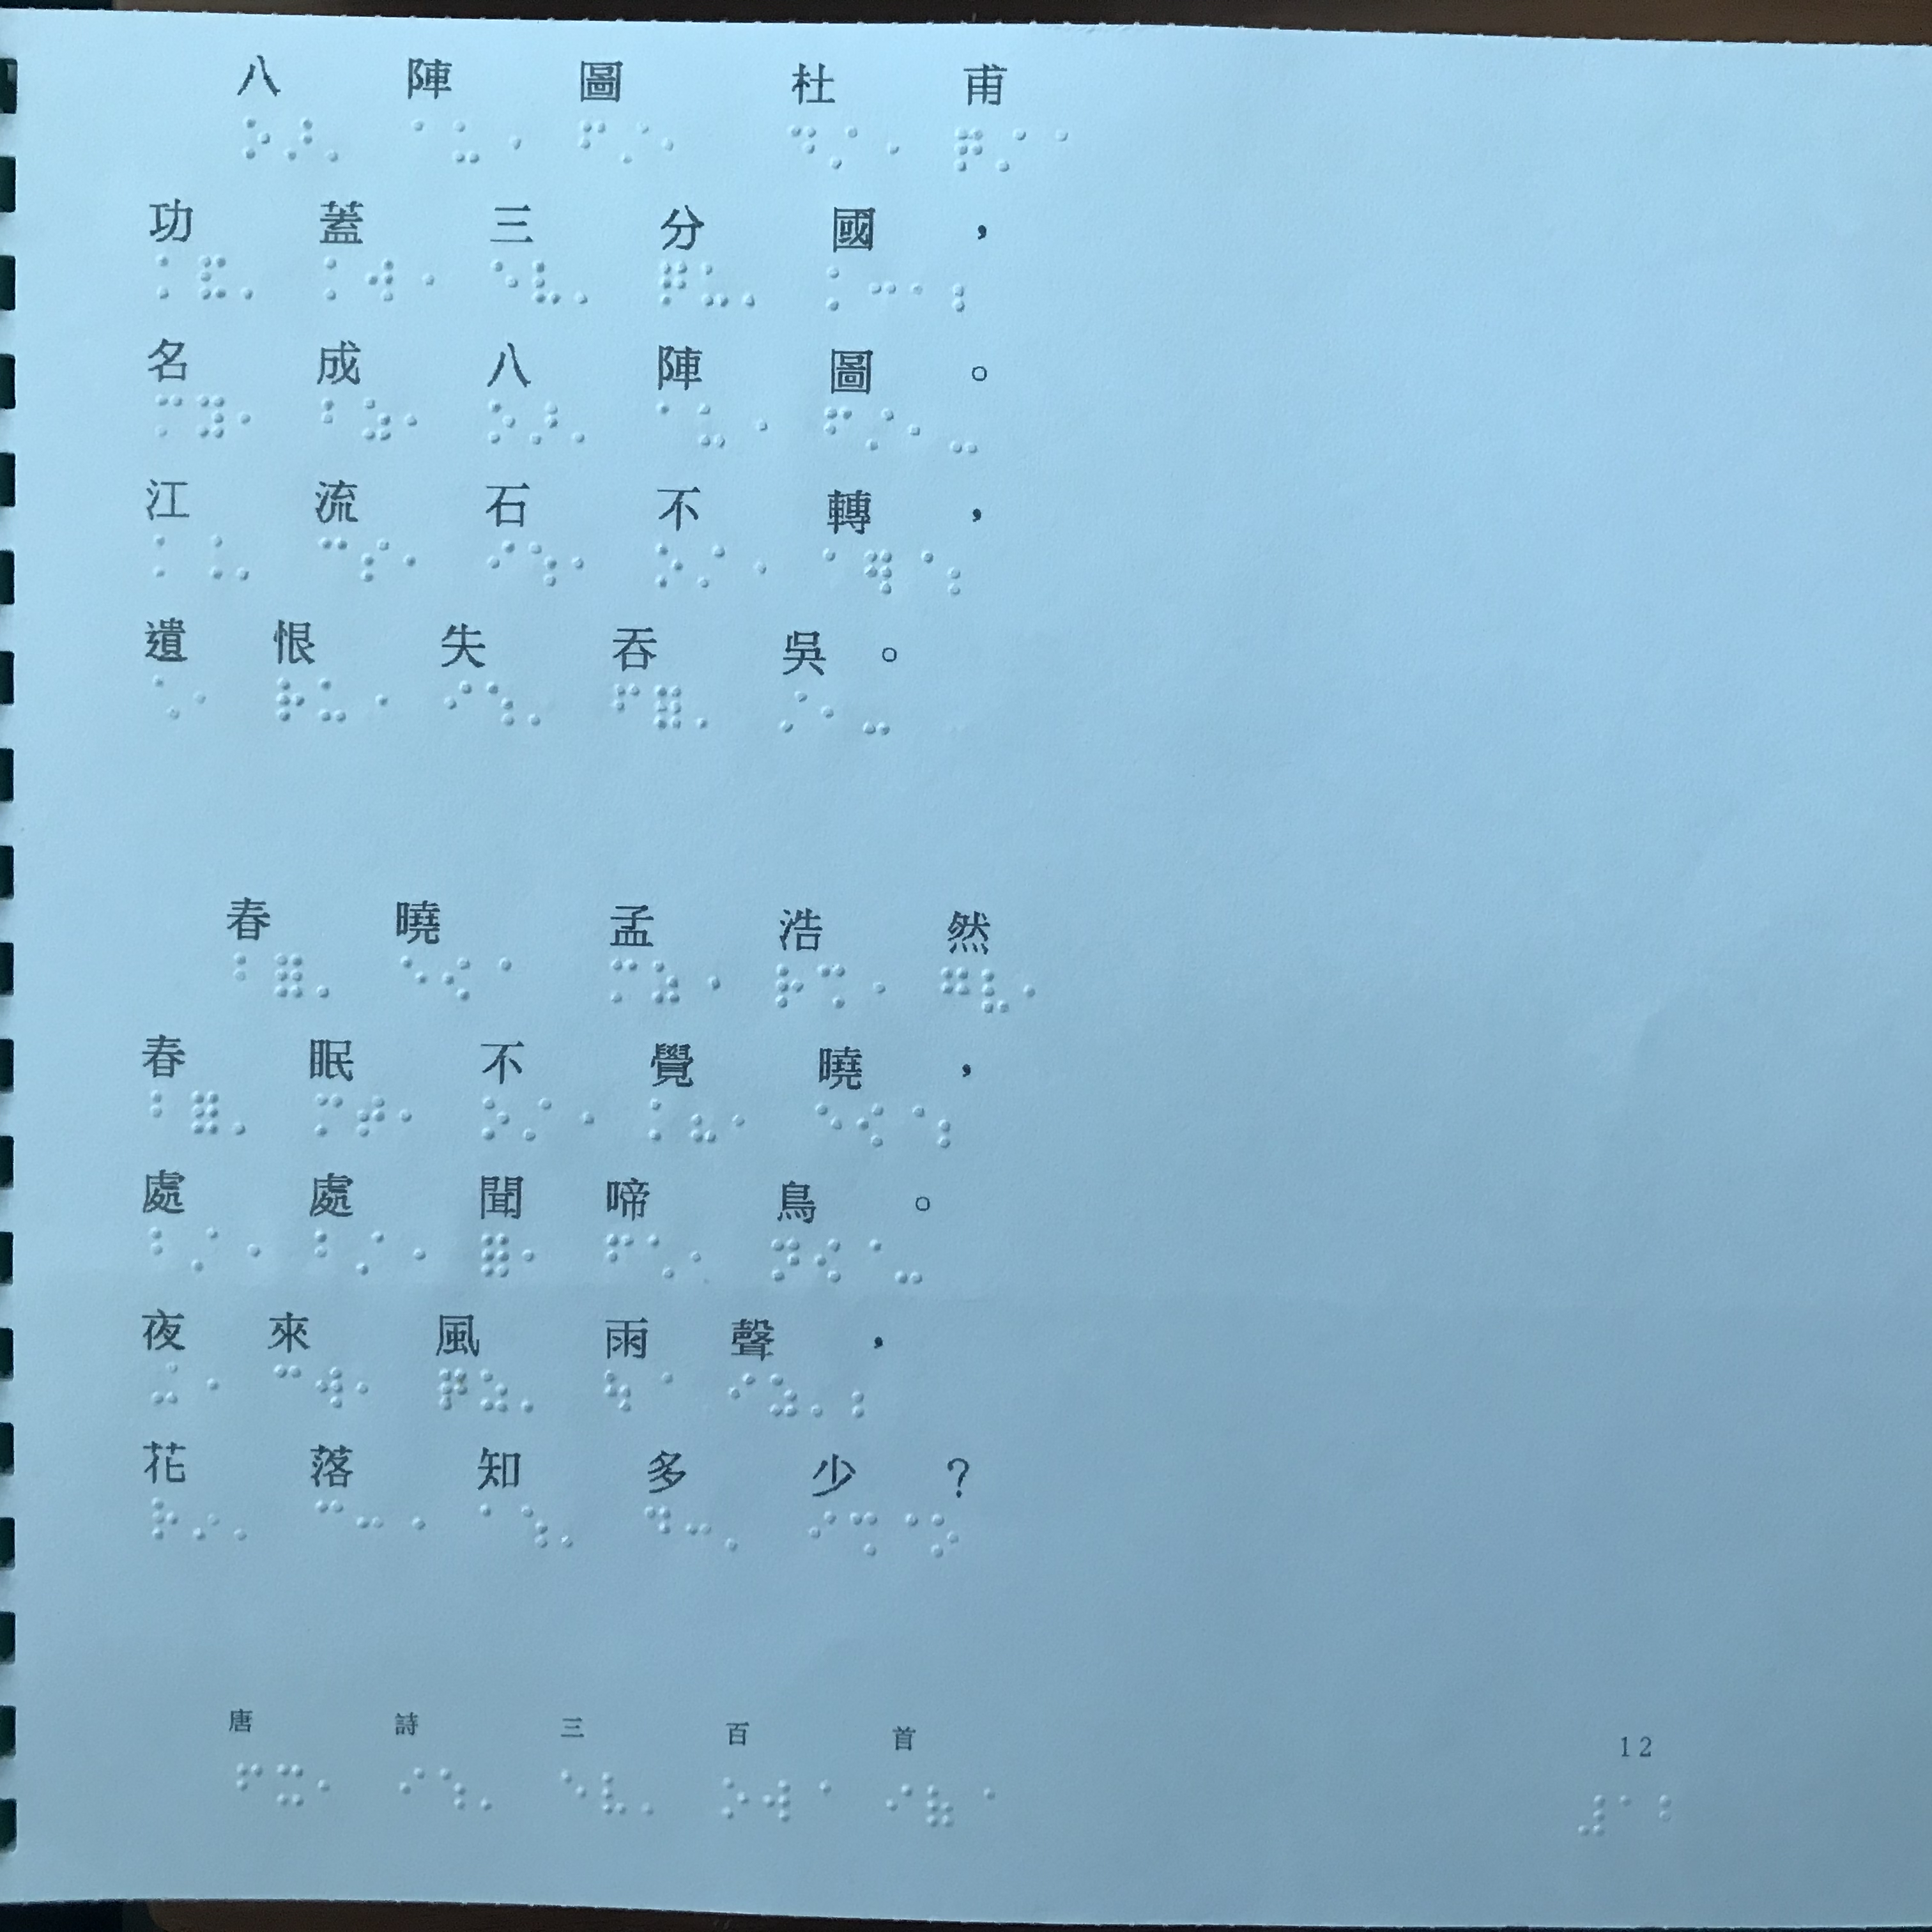 八陣圖 杜甫
功蓋三分國，
名成八陣圖。
江流石不轉，
遺恨失吞吳。
春曉 孟浩然
春眠不覺曉，
處處聞啼鳥。
夜來風雨聲，
花落知多少？
唐詩三百首 12